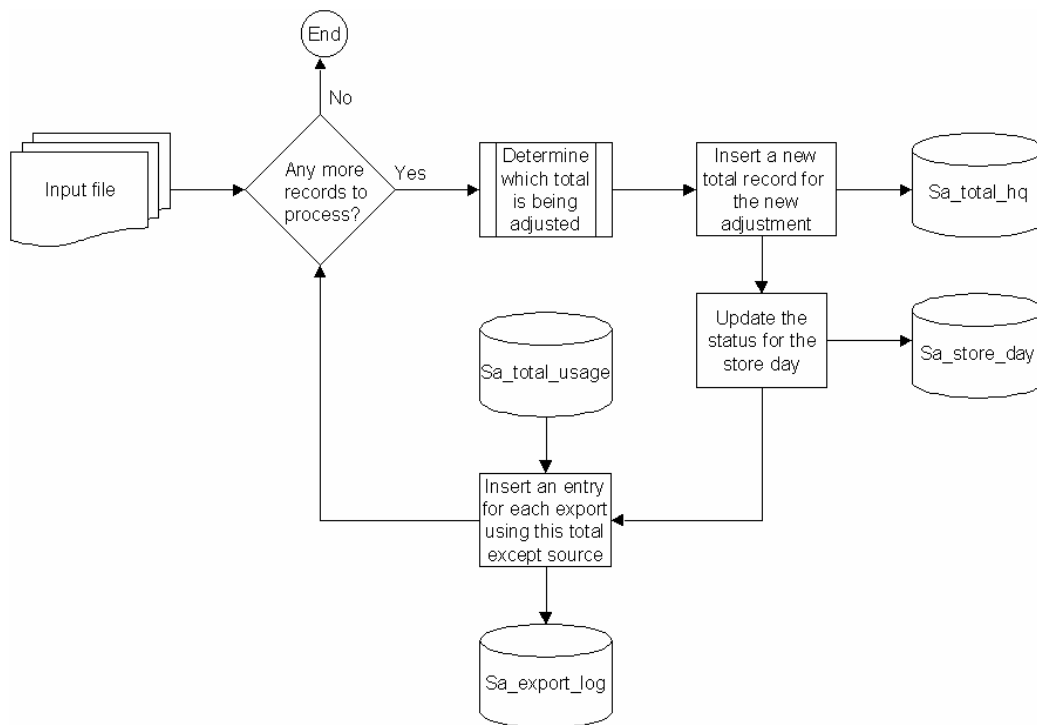 End
No
Input file
Any more
records to
process?
Yes
Determine
which total
is being
adjusted
Insert a new
total record for
the new
adjustment
Sa_total_hq
Update the
status for the
store day
Sa_store_day
Sa_total_usage
Insert an entry
for each export
using this total
except source
Sa_export_log